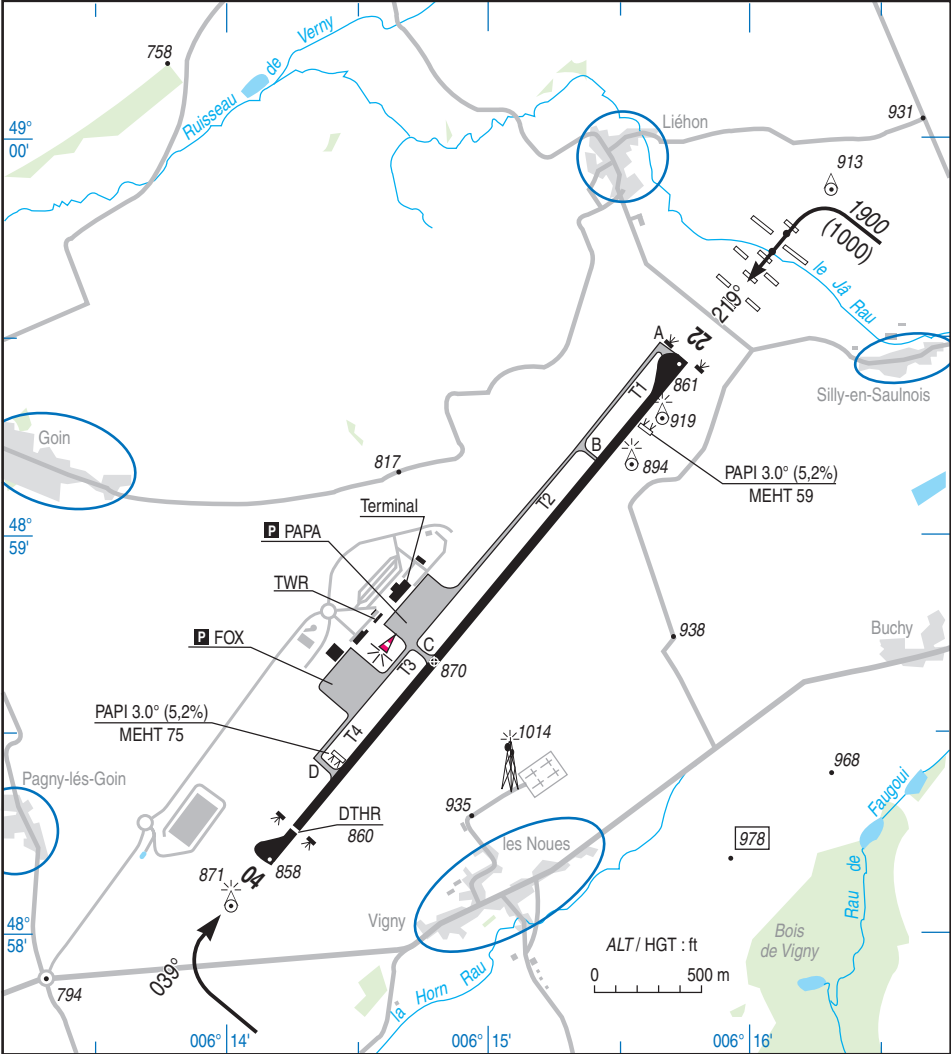 758
Ruisseau de Verny
49°
00'
Liéhon
931
913
1900
(1000)
le Jâ Rau
219°
22
A
861
T1
919
Silly-en-Saulnois
Goin
B
894
817
PAPI 3.0° (5,2%)
MEHT 59
T2
Terminal
48°
59'
P PAPA
TWR
P FOX
C
938
Buchy
870
T3
PAPI 3.0° (5,2%)
MEHT 75
T4
1014
D
968
Pagny-lés-Goin
Faugoui
935
DTHR
860
les Noues
978
858
04
871
Rau de
Vigny
48°
58'
Bois
de Vigny
ALT / HGT : ft
039°
0 500 m
794
la Horn Rau
006° 14'
006° 15'
006° 16'